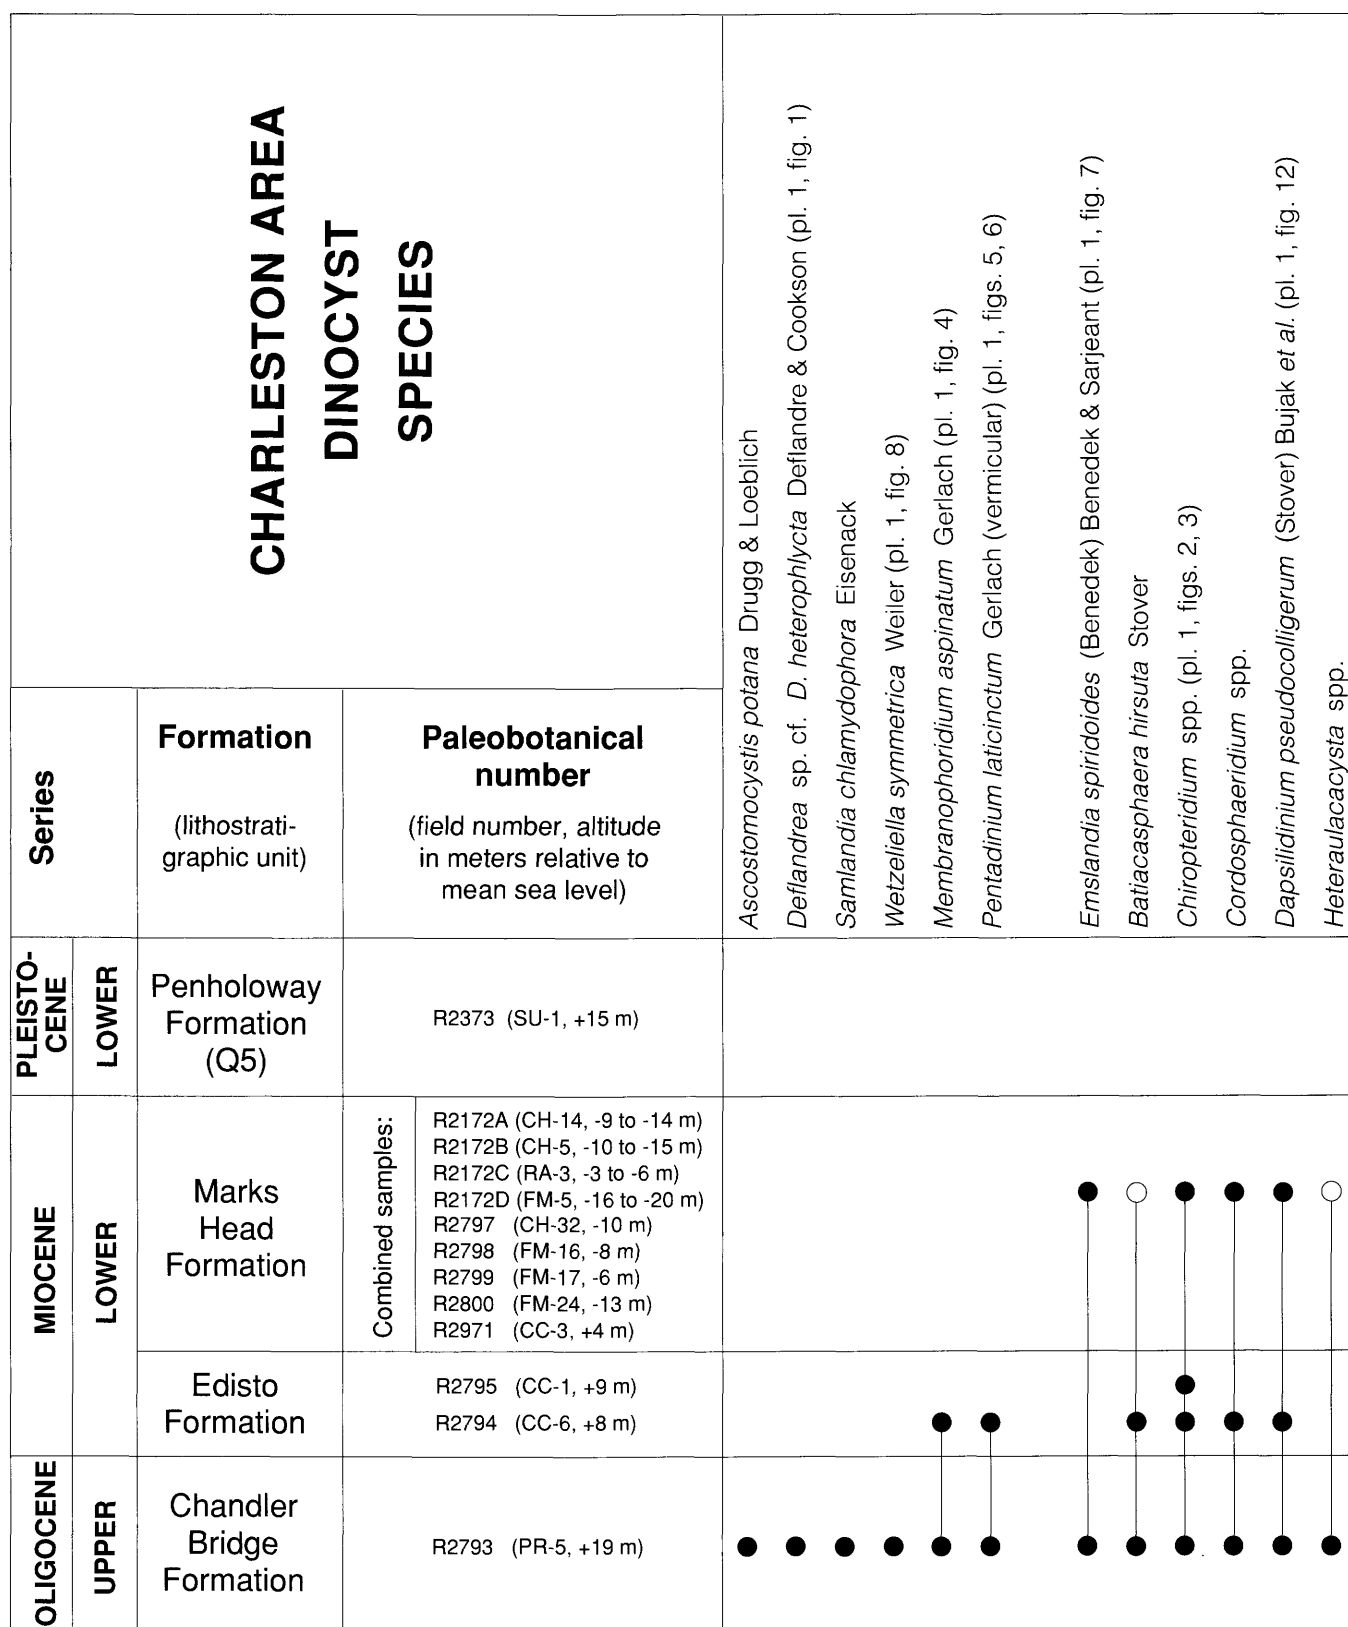 CHARLESTON AREA
DINOCYST
SPECIES
Ascostomocystis potana Drugg & Loeblich
Deflandrea sp. cf. D. heterophlycta Deflandre & Cookson (pl. 1, fig. 1)
Samlandia chlamydophora Eisenack
Wetzeliella symmetrica Weiler (pl. 1, fig. 8)
Membranophoridium aspinatum Gerlach (pl. 1, fig. 4)
Pentadinium laticinctum Gerlach (vermicular) (pl. 1, figs. 5, 6)
Emslandia spiridoides (Benedek) Benedek & Sarjeant (pl. 1, fig. 7)
Batiacasphaera hirsuta Stover
Chiropteridium spp. (pl. 1, figs. 2, 3)
Cordosphaeridium spp.
Dapsilidinium pseudocolligerum (Stover) Bujak et al. (pl. 1, fig. 12)
Heteraulacacysta spp.
Series
Formation
(lithostrati-
graphic unit)
Paleobotanical
number
(field number, altitude
in meters relative to
mean sea level)
PLEISTO-
CENE
LOWER
Penholoway
Formation
(Q5)
R2373 (SU-1, +15 m)
MIOCENE
LOWER
Marks
Head
Formation
Combined samples:
R2172A (CH-14, -9 to -14 m)
R2172B (CH-5, -10 to -15 m)
R2172C (RA-3, -3 to -6 m)
R2172D (FM-5, -16 to -20 m)
R2797 (CH-32, -10 m)
R2798 (FM-16, -8 m)
R2799 (FM-17, -6 m)
R2800 (FM-24, -13 m)
R2971 (CC-3, +4 m)
Edisto
Formation
R2795 (CC-1, +9 m)
R2794 (CC-6, +8 m)
OLIGOCENE
UPPER
Chandler
Bridge
Formation
R2793 (PR-5, +19 m)